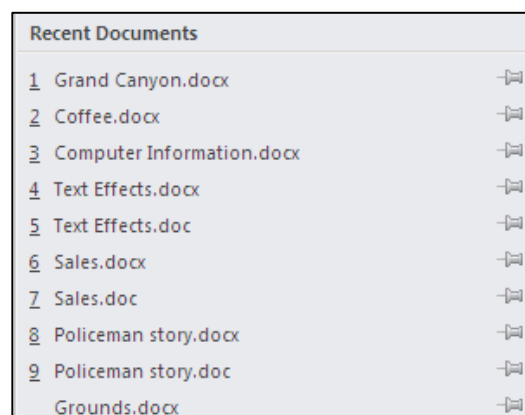 Recent Documents
1 Grand Canyon.docx
2 Coffee.docx
3 Computer Information.docx
4 Text Effects.docx
5 Text Effects.doc
6 Sales.docx
7 Sales.doc
8 Policeman story.docx
9 Policeman story.doc
Grounds.docx